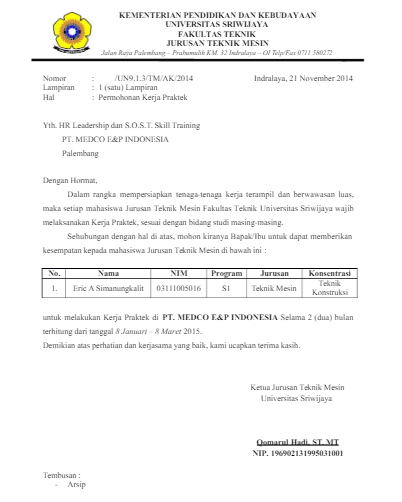 KEMENTERIAN PENDIDIKAN DAN KEBUDAYAAN
UNIVERSITAS SRIWIJAYA
FAKULTAS TEKNIK
JURUSAN TEKNIK MESIN
Jalan Raya Palembang – Prabumulih KM. 32 Indralaya – OI Telp/Fax 0711 580272
Nomor : /UN9.1.3/TM/AK/2014 Indralaya, 21 November 2014
Lampiran : 1 (satu) Lampiran
Hal : Permohonan Kerja Praktek
Yth. HR Leadership dan S.O.S.T. Skill Training
PT. MEDCO E&P INDONESIA
Palembang
Dengan Hormat,
Dalam rangka mempersiapkan tenaga-tenaga kerja terampil dan berwawasan luas,
maka setiap mahasiswa Jurusan Teknik Mesin Fakultas Teknik Universitas Sriwijaya wajib
melaksanakan Kerja Praktek, sesuai dengan bidang studi masing-masing.
Sehubungan dengan hal di atas, mohon kiranya Bapak/Ibu untuk dapat memberikan
kesempatan kepada mahasiswa Jurusan Teknik Mesin di bawah ini :
No. Nama NIM Program Jurusan Konsentrasi
1. Eric A Simanungkalit 03111005016 S1 Teknik Mesin Teknik
Konstruksi
untuk melakukan Kerja Praktek di PT. MEDCO E&P INDONESIA Selama 2 (dua) bulan
terhitung dari tanggal 8 Januari – 8 Maret 2015.
Demikian atas perhatian dan kerjasama yang baik, kami ucapkan terima kasih.
Ketua Jurusan Teknik Mesin
Universitas Sriwijaya
Qomarul Hadi, ST, MT
NIP. 196902131995031001
Tembusan :
- Arsip